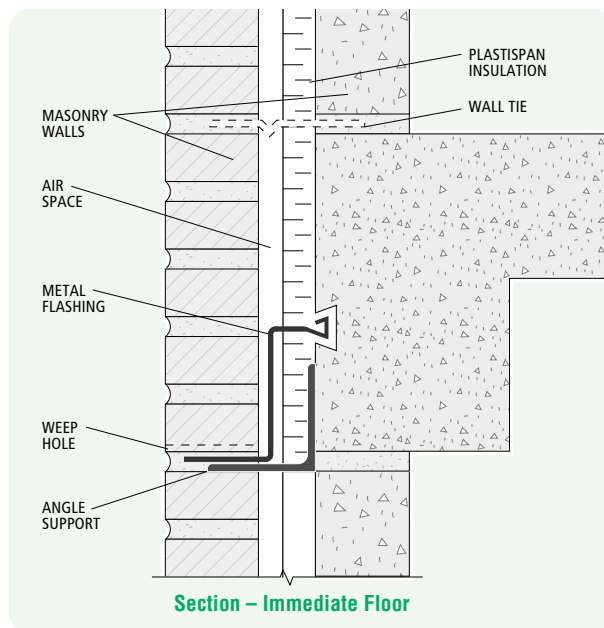 PLASTISPAN
INSULATION
WALL TIE
MASONRY
WALLS
AIR
SPACE
METAL
FLASHING
WEEP
HOLE
ANGLE
SUPPORT
Section – Immediate Floor